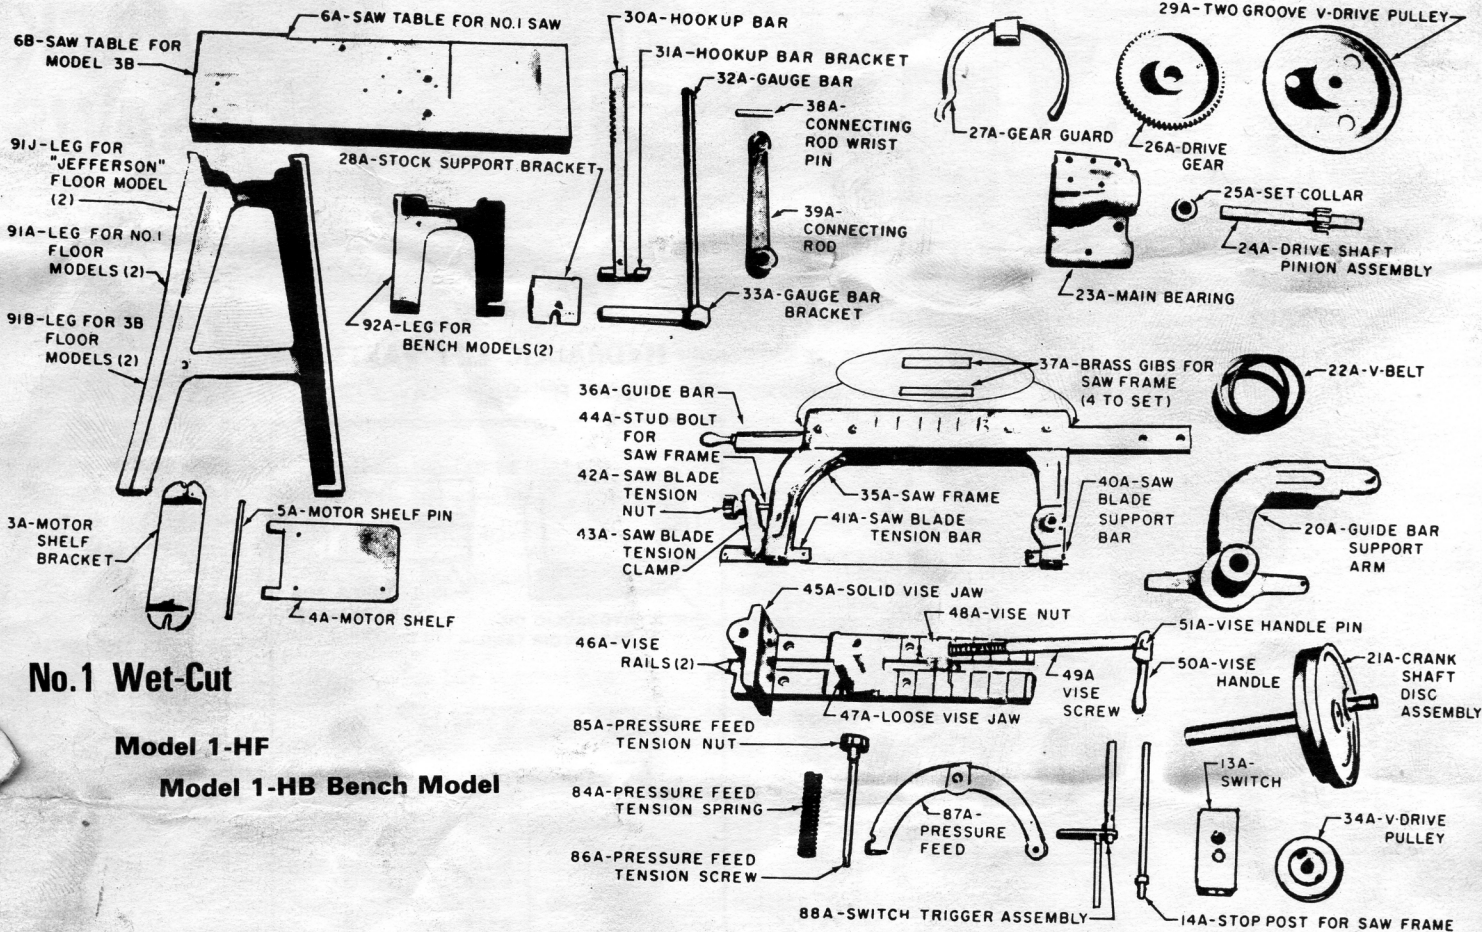 6A-SAW TABLE FOR NO.1 SAW
6B-SAW TABLE FOR
MODEL 3B
30A-HOOKUP BAR
31A-HOOKUP BAR BRACKET
32A-GAUGE BAR
38A-
CONNECTING
ROD WRIST
PIN
29A-TWO GROOVE V-DRIVE PULLEY
27A-GEAR GUARD
26A-DRIVE
GEAR
91J-LEG FOR
"JEFFERSON"
FLOOR MODEL
(2)
28A-STOCK SUPPORT BRACKET
25A-SET COLLAR
39A-
CONNECTING
ROD
91A-LEG FOR NO.1
FLOOR
MODELS (2)
24A-DRIVE SHAFT
PINION ASSEMBLY
33A-GAUGE BAR
BRACKET
23A-MAIN BEARING
91B-LEG FOR 3B
FLOOR
MODELS (2)
92A-LEG FOR
BENCH MODELS (2)
37A-BRASS GIBS FOR
SAW FRAME
(4 TO SET)
22A-V-BELT
36A-GUIDE BAR
44A-STUD BOLT
FOR
SAW FRAME
42A-SAW BLADE
TENSION
NUT
43A-SAW BLADE
TENSION
CLAMP
35A-SAW FRAME
41A-SAW BLADE
TENSION BAR
40A-SAW
BLADE
SUPPORT
BAR
20A-GUIDE BAR
SUPPORT
ARM
3A-MOTOR
SHELF
BRACKET
5A-MOTOR SHELF PIN
4A-MOTOR SHELF
45A-SOLID VISE JAW
48A-VISE NUT
51A-VISE HANDLE PIN
46A-VISE
RAILS (2)
49A
VISE
SCREW
50A-VISE
HANDLE
21A-CRANK
SHAFT
DISC
ASSEMBLY
47A-LOOSE VISE JAW
No.1 Wet-Cut
Model 1-HF
Model 1-HB Bench Model
85A-PRESSURE FEED
TENSION NUT
84A-PRESSURE FEED
TENSION SPRING
86A-PRESSURE FEED
TENSION SCREW
87A-
PRESSURE
FEED
13A-
SWITCH
34A-V-DRIVE
PULLEY
88A-SWITCH TRIGGER ASSEMBLY
14A-STOP POST FOR SAW FRAME